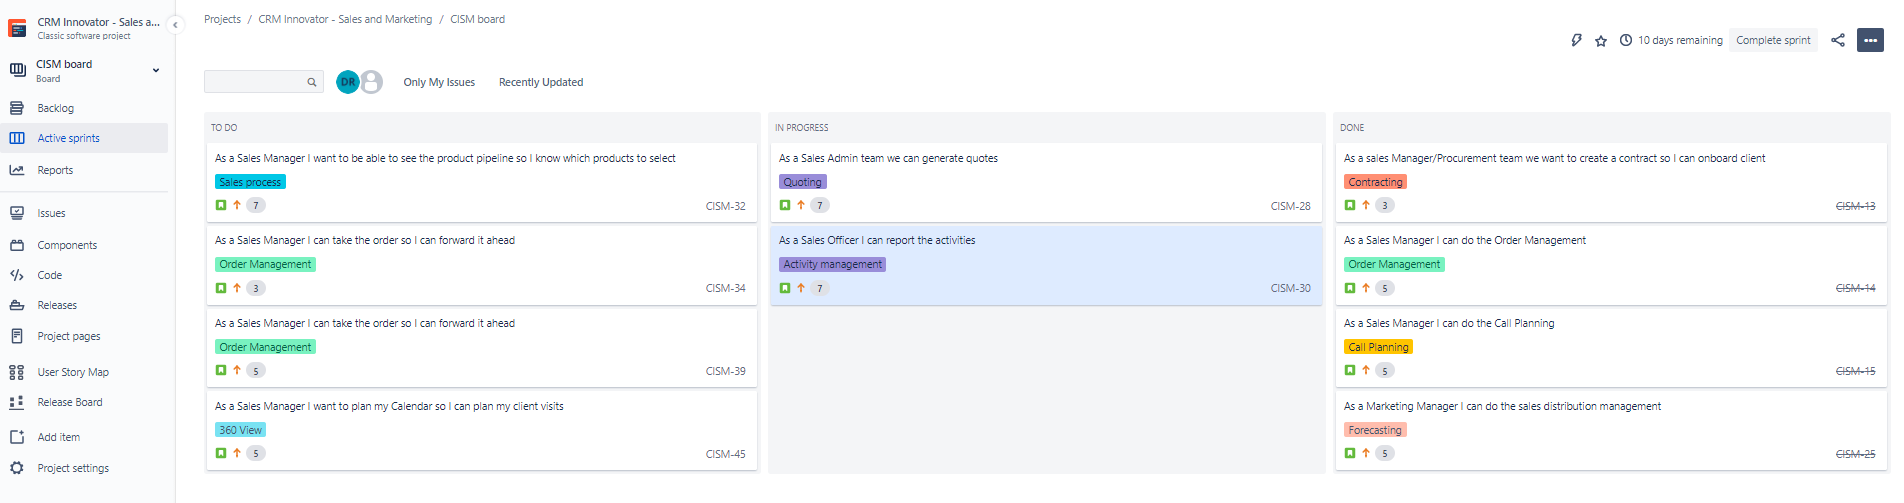 CRM Innovator - Sales a...
Classic software project
CISM board
Board
Backlog
Active sprints
Reports
Issues
Components
Code
Releases
Project pages
User Story Map
Release Board
Add item
Project settings
Projects / CRM Innovator - Sales and Marketing / CISM board
10 days remaining
Complete sprint
DR
Only My Issues
Recently Updated
TO DO
As a Sales Manager I want to be able to see the product pipeline so I know which products to select
Sales process
7
CISM-32
As a Sales Manager I can take the order so I can forward it ahead
Order Management
3
CISM-34
As a Sales Manager I can take the order so I can forward it ahead
Order Management
5
CISM-39
As a Sales Manager I want to plan my Calendar so I can plan my client visits
360 View
5
CISM-45
IN PROGRESS
As a Sales Admin team we can generate quotes
Quoting
7
CISM-28
As a Sales Officer I can report the activities
Activity management
7
CISM-30
DONE
As a sales Manager/Procurement team we want to create a contract so I can onboard client
Contracting
3
CISM-13
As a Sales Manager I can do the Order Management
Order Management
5
CISM-14
As a Sales Manager I can do the Call Planning
Call Planning
5
CISM-15
As a Marketing Manager I can do the sales distribution management
Forecasting
5
CISM-25